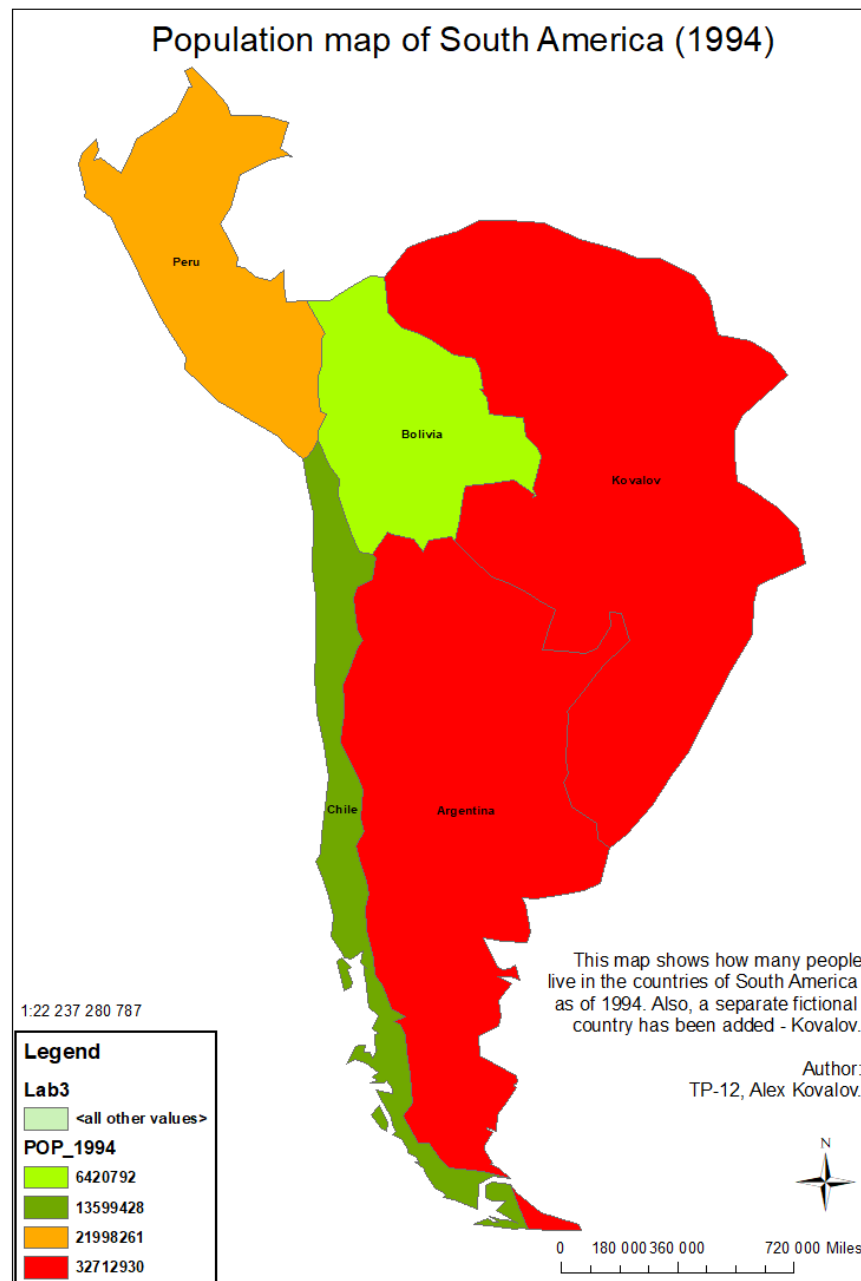 Population map of South America (1994)
Peru
Bolivia
Kovalov
Chile
Argentina
This map shows how many people
live in the countries of South America
as of 1994. Also, a separate fictional
country has been added - Kovalov.
Author:
TP-12, Alex Kovalov.
1:22 237 280 787
Legend
Lab3
<all other values>
POP_1994
6420792
13599428
21998261
32712930
N
0 180 000 360 000 720 000 Miles